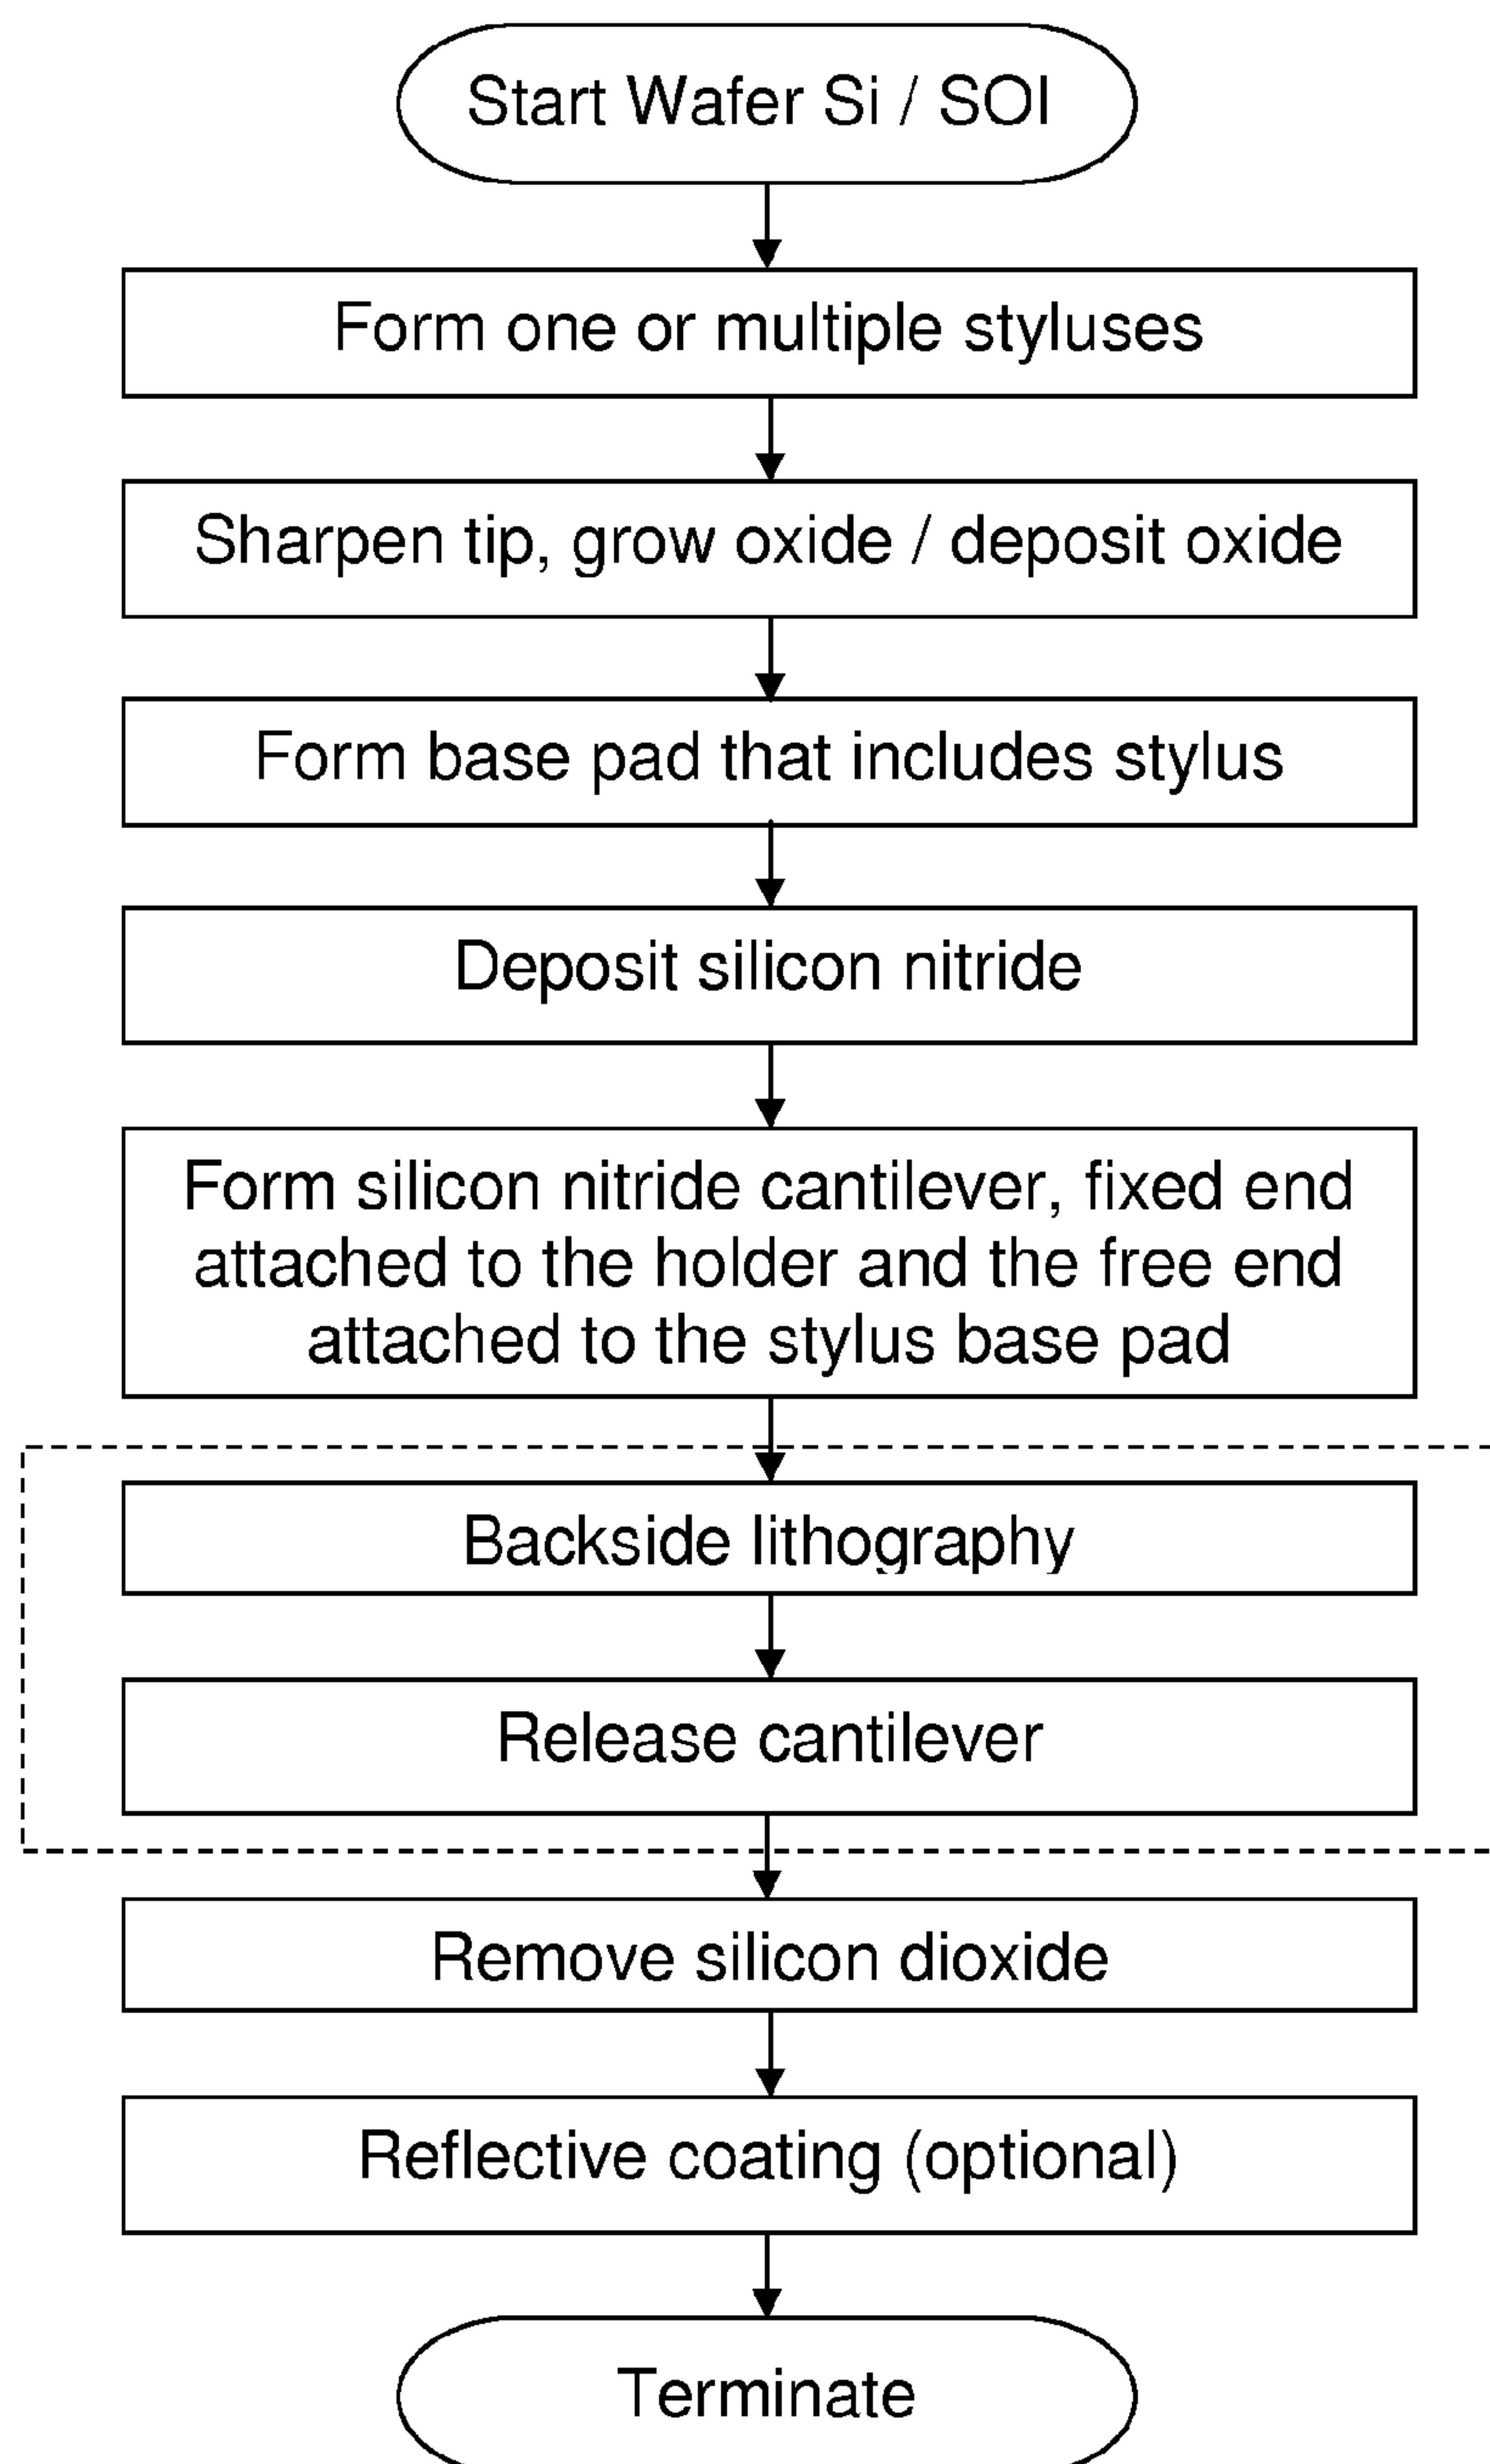 Start Wafer Si / SOI
Form one or multiple styluses
Sharpen tip, grow oxide / deposit oxide
Form base pad that includes stylus
Deposit silicon nitride
Form silicon nitride cantilever, fixed end
attached to the holder and the free end
attached to the stylus base pad
Backside lithography
Release cantilever
Remove silicon dioxide
Reflective coating (optional)
Terminate